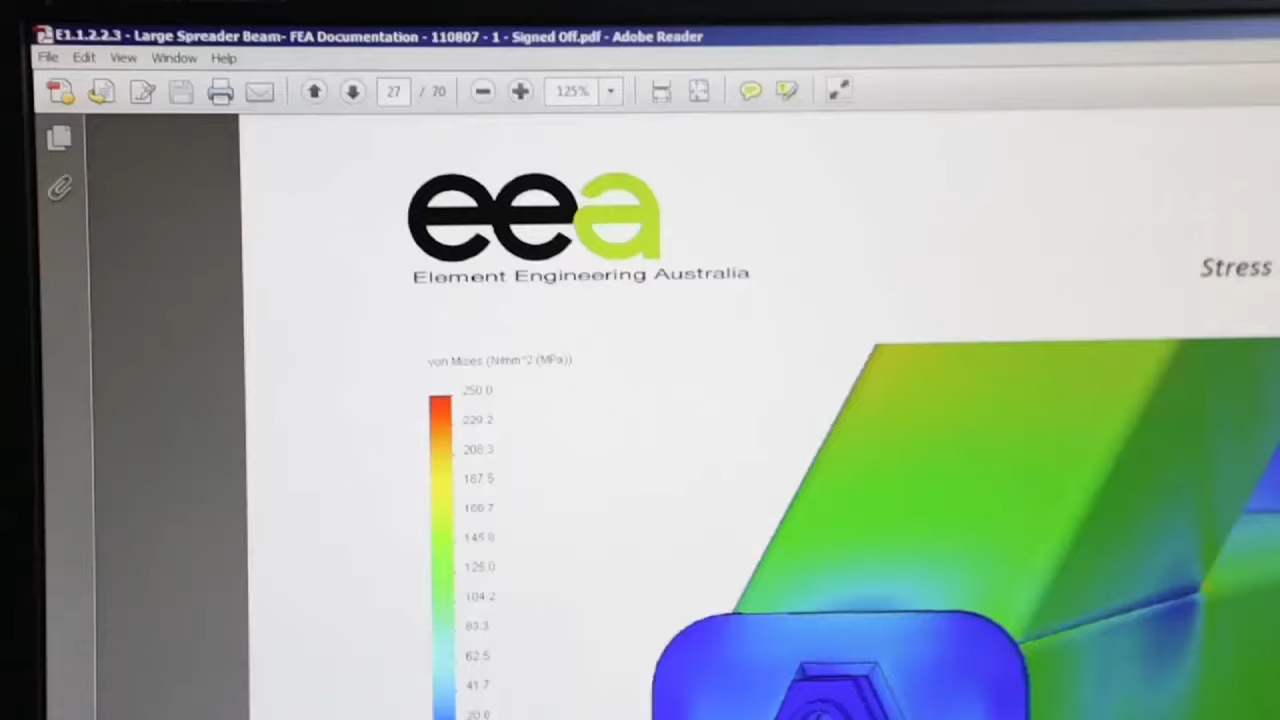 E1.1.2.2.3 - Large Spreader Beam- FEA Documentation - 110807 - 1 - Signed Off.pdf - Adobe Reader
File Edit View Window Help
27 / 70 125%
eea
Element Engineering Australia
Stress
von Mises (N/mm^2 (MPa))
250.0
229.2
208.3
187.5
166.7
145.8
125.0
104.2
83.3
62.5
41.7
20.8